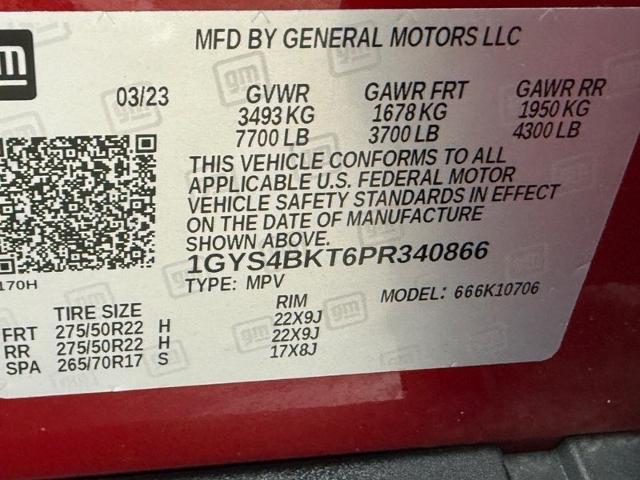 gm
MFD BY GENERAL MOTORS LLC
03/23 GVWR GAWR FRT GAWR RR
3493 KG 1678 KG 1950 KG
7700 LB 3700 LB 4300 LB
THIS VEHICLE CONFORMS TO ALL
APPLICABLE U.S. FEDERAL MOTOR
VEHICLE SAFETY STANDARDS IN EFFECT
ON THE DATE OF MANUFACTURE
SHOWN ABOVE.
1GYS4BKT6PR340866
170H
TYPE: MPV MODEL: 666K10706
TIRE SIZE RIM
FRT 275/50R22 H 22X9J
RR 275/50R22 H 22X9J
SPA 265/70R17 S 17X8J